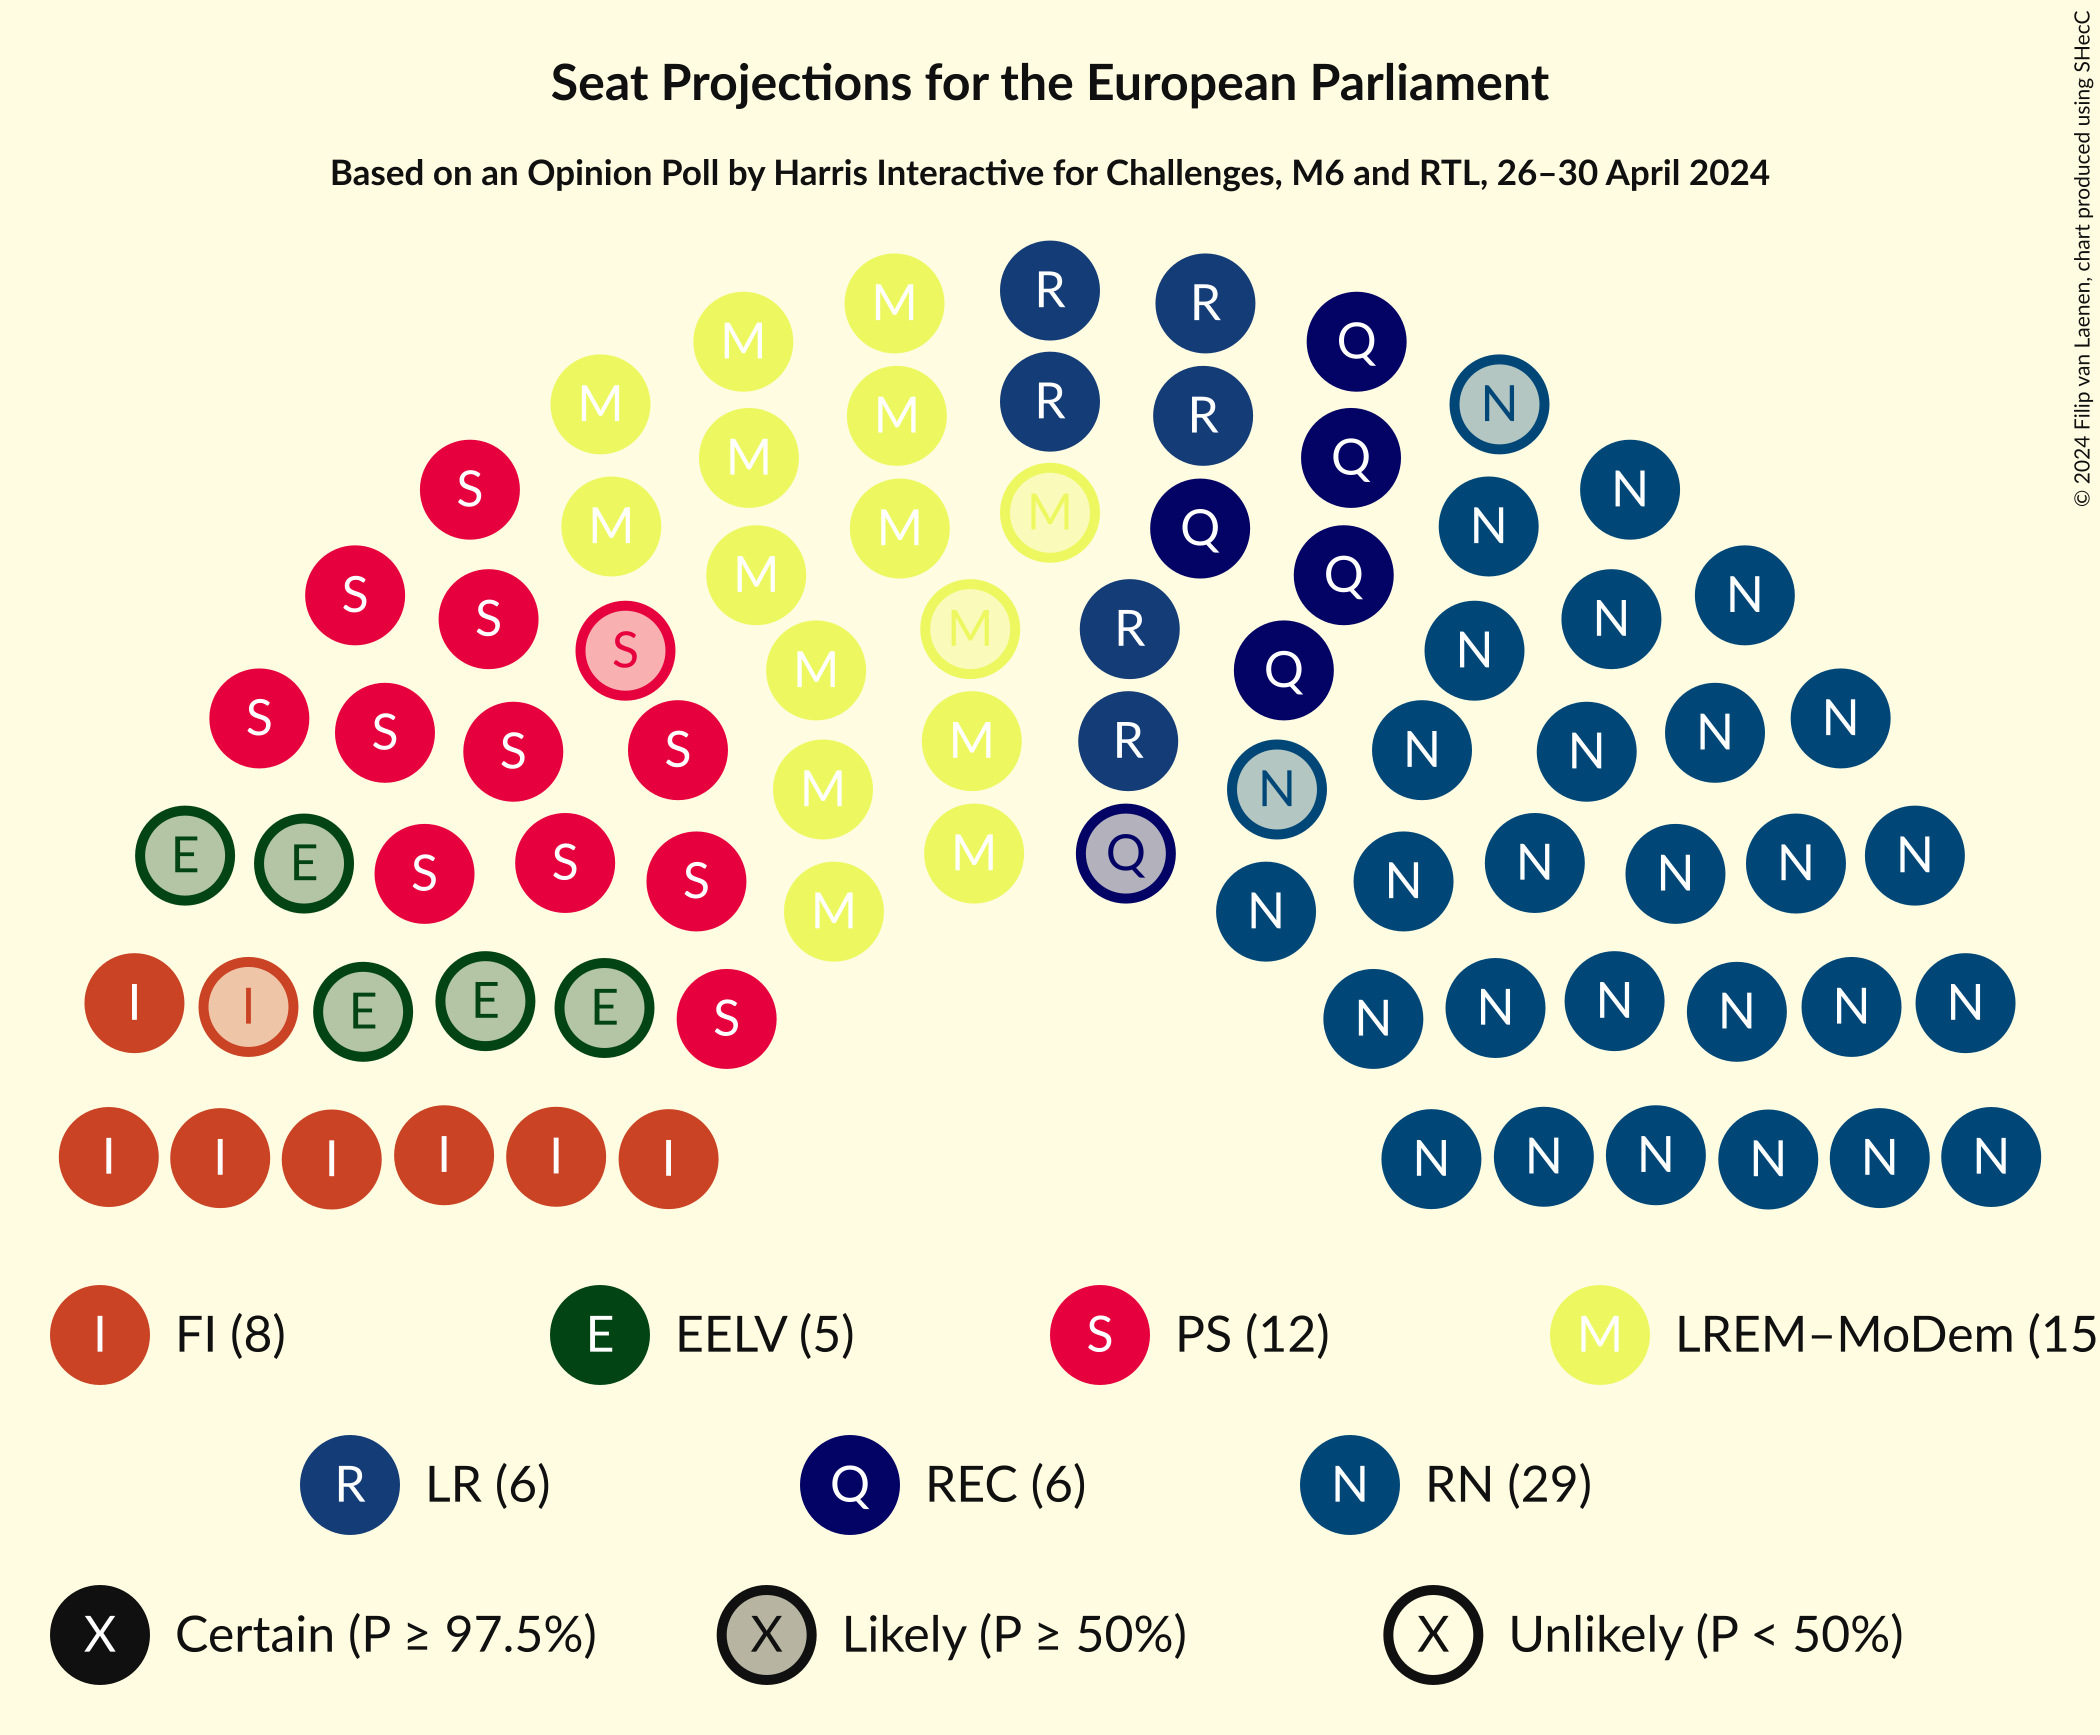 Seat Projections for the European Parliament
Based on an Opinion Poll by Harris Interactive for Challenges, M6 and RTL, 26–30 April 2024
© 2024 Filip van Laenen, chart produced using SHecC
R
M R
M Q
M R N
M R
M Q
S M N
M M Q N
S M Q N
S S M R N N
S M Q N
S S S S M R N N N N
M N
E E S S S M Q N N N N N N
M N
I I E E E S N N N N N N
I I I I I I N N N N N N
I FI (8) E EELV (5) S PS (12) M LREM–MoDem (15
R LR (6) Q REC (6) N RN (29)
X Certain (P ≥ 97.5%) X Likely (P ≥ 50%) X Unlikely (P < 50%)